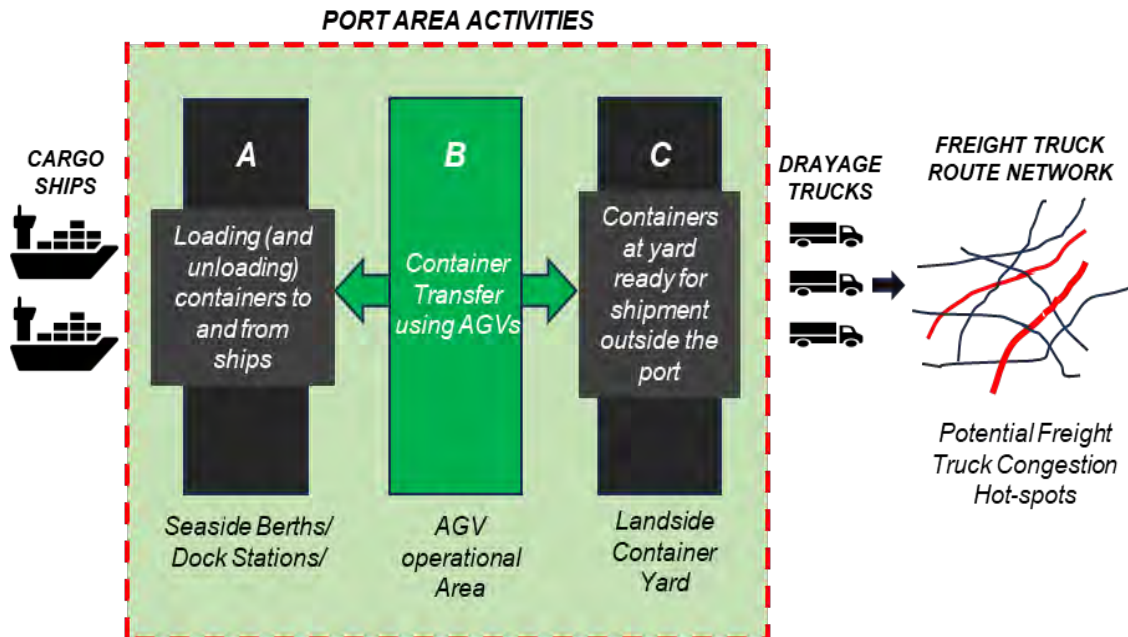 PORT AREA ACTIVITIES
CARGO
SHIPS
A
Loading (and
unloading)
containers to
and from
ships
Seaside Berths/
Dock Stations/
B
Container
Transfer
using AGVs
AGV
operational
Area
C
Containers
at yard
ready for
shipment
outside the
port
Landside
Container
Yard
DRAYAGE
TRUCKS
FREIGHT TRUCK
ROUTE NETWORK
Potential Freight
Truck Congestion
Hot-spots